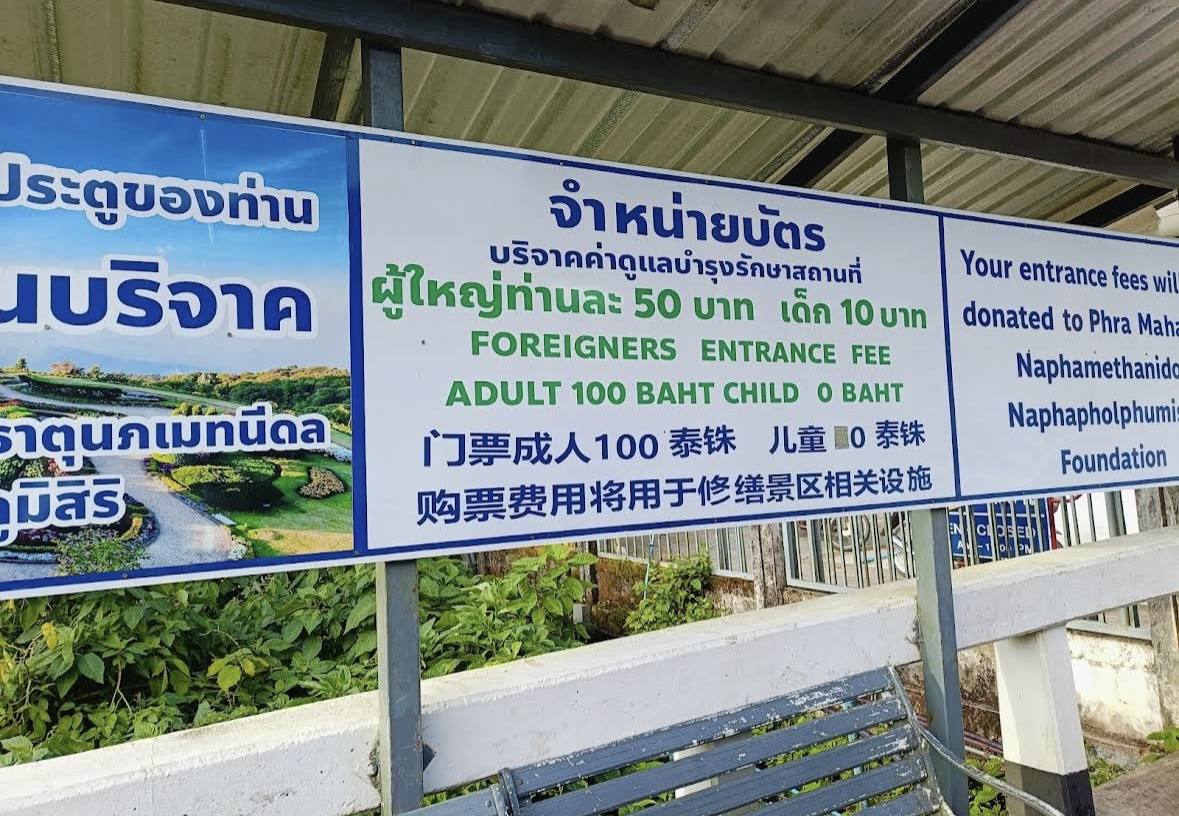 ประตูของท่าน
นบริจาค
ธาตุนภเมทนีดล
ภูมิสิริ
จำหน่ายบัตร
บริจาคค่าดูแลบำรุงรักษาสถานที่
ผู้ใหญ่ท่านละ 50 บาท เด็ก 10 บาท
FOREIGNERS ENTRANCE FEE
ADULT 100 BAHT CHILD 0 BAHT
门票成人100 泰铢 儿童 0 泰铢
购票费用将用于修缮景区相关设施
Your entrance fees will
donated to Phra Maha
Naphamethanido
Naphapholphumis
Foundation
CLOSED